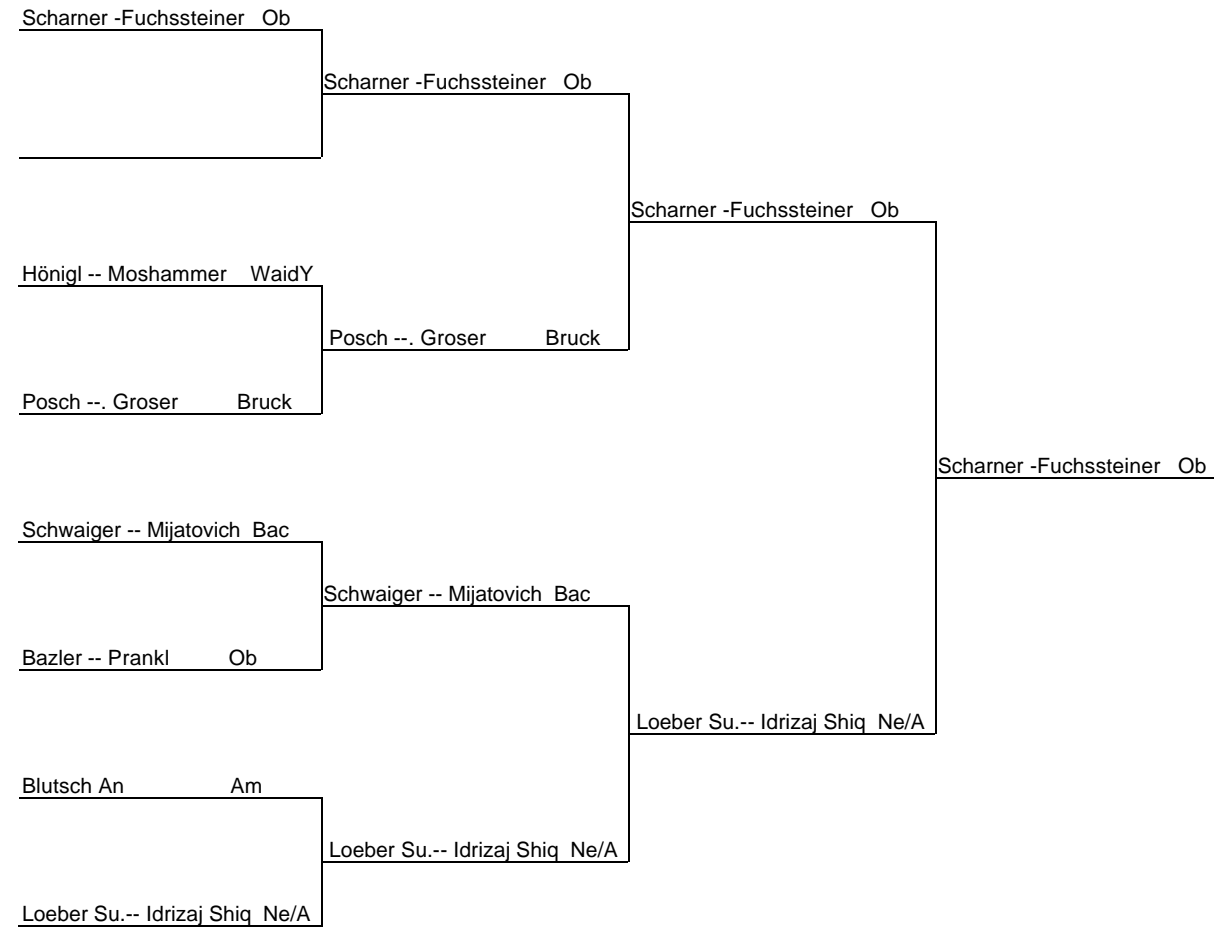 Scharner -Fuchssteiner Ob
Scharner -Fuchssteiner Ob
Scharner -Fuchssteiner Ob
Hönigl -- Moshammer WaidY
Posch --. Groser Bruck
Posch --. Groser Bruck
Scharner -Fuchssteiner Ob
Schwaiger -- Mijatovich Bac
Schwaiger -- Mijatovich Bac
Bazler -- Prankl Ob
Loeber Su.-- Idrizaj Shiq Ne/A
Blutsch An Am
Loeber Su.-- Idrizaj Shiq Ne/A
Loeber Su.-- Idrizaj Shiq Ne/A